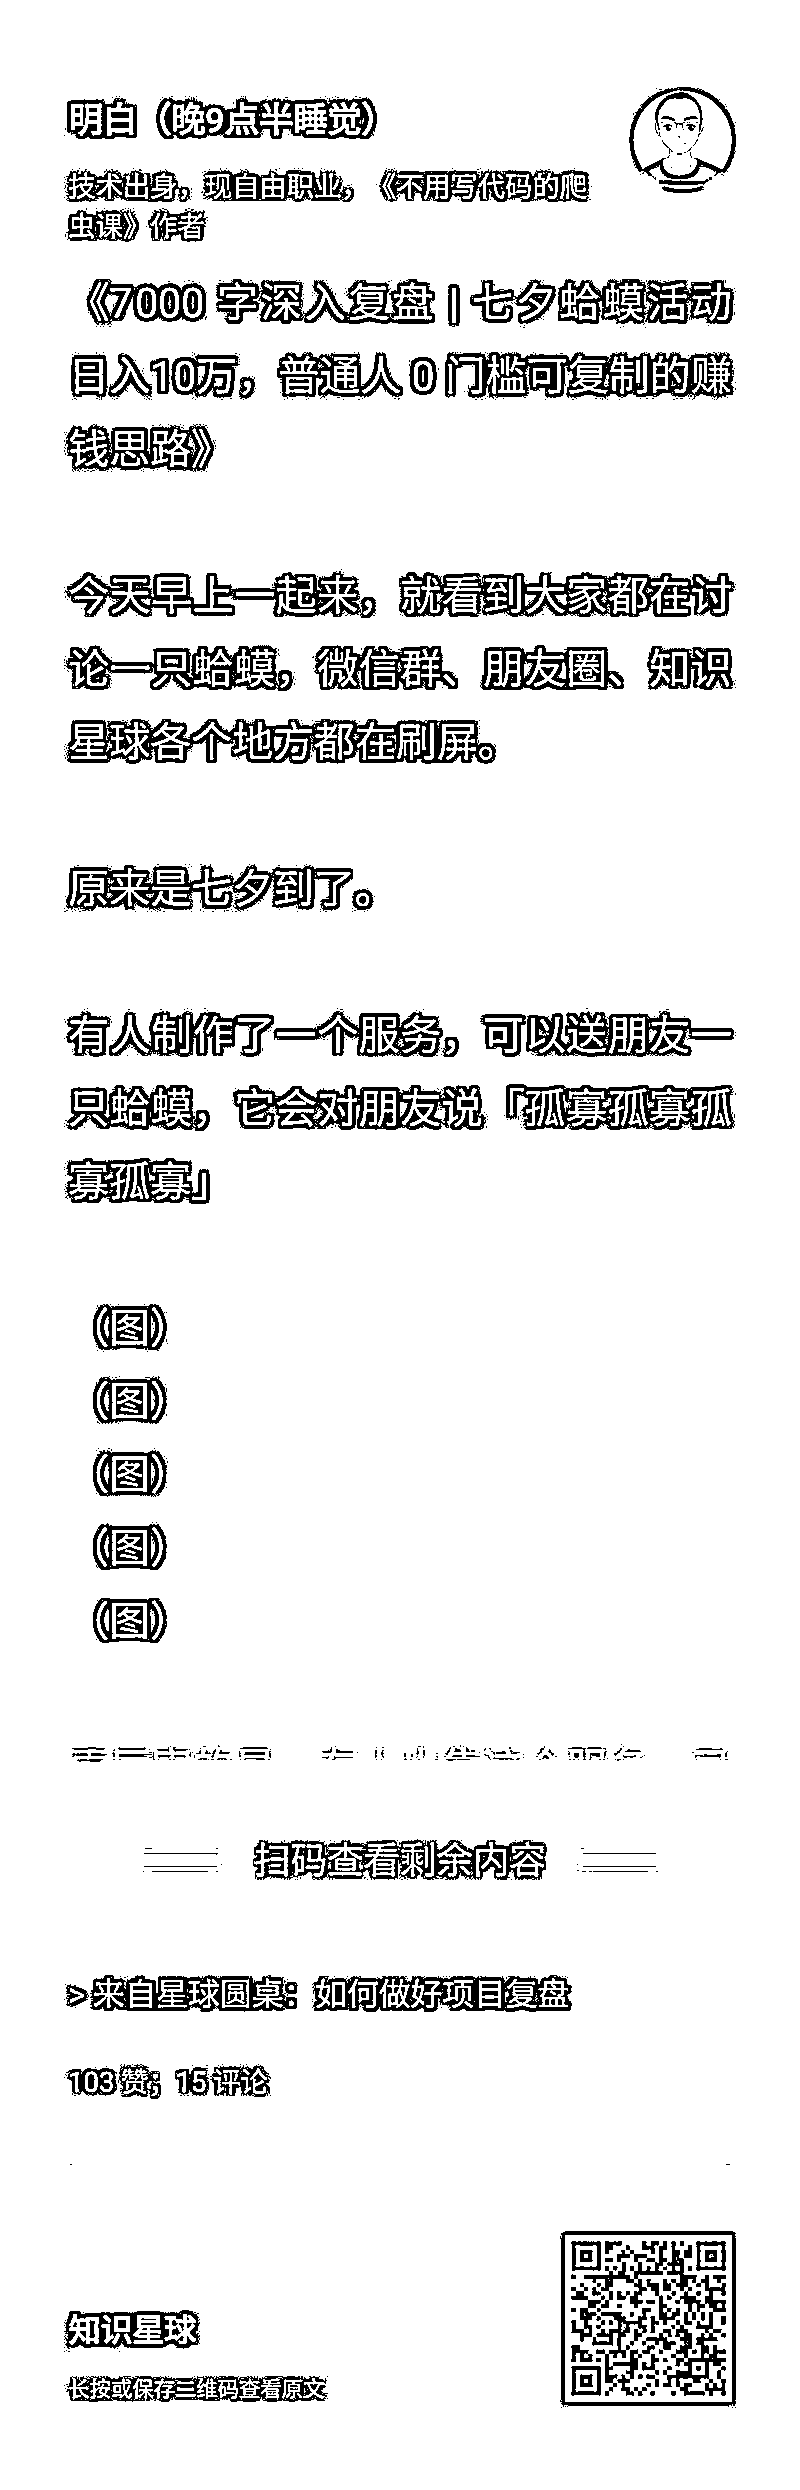 明白（晚9点半睡觉）
技术出身，现自由职业，《不用写代码的爬
虫课》作者
《7000 字深入复盘 | 七夕蛤蟆活动
日入10万，普通人 0 门槛可复制的赚
钱思路》
今天早上一起来，就看到大家都在讨
论一只蛤蟆，微信群、朋友圈、知识
星球各个地方都在刷屏。
原来是七夕到了。
有人制作了一个服务，可以送朋友一
只蛤蟆，它会对朋友说「孤寡孤寡孤
寡孤寡」
（图）
（图）
（图）
（图）
（图）
扫码查看剩余内容
> 来自星球圆桌：如何做好项目复盘
103 赞；15 评论
知识星球
长按或保存二维码查看原文